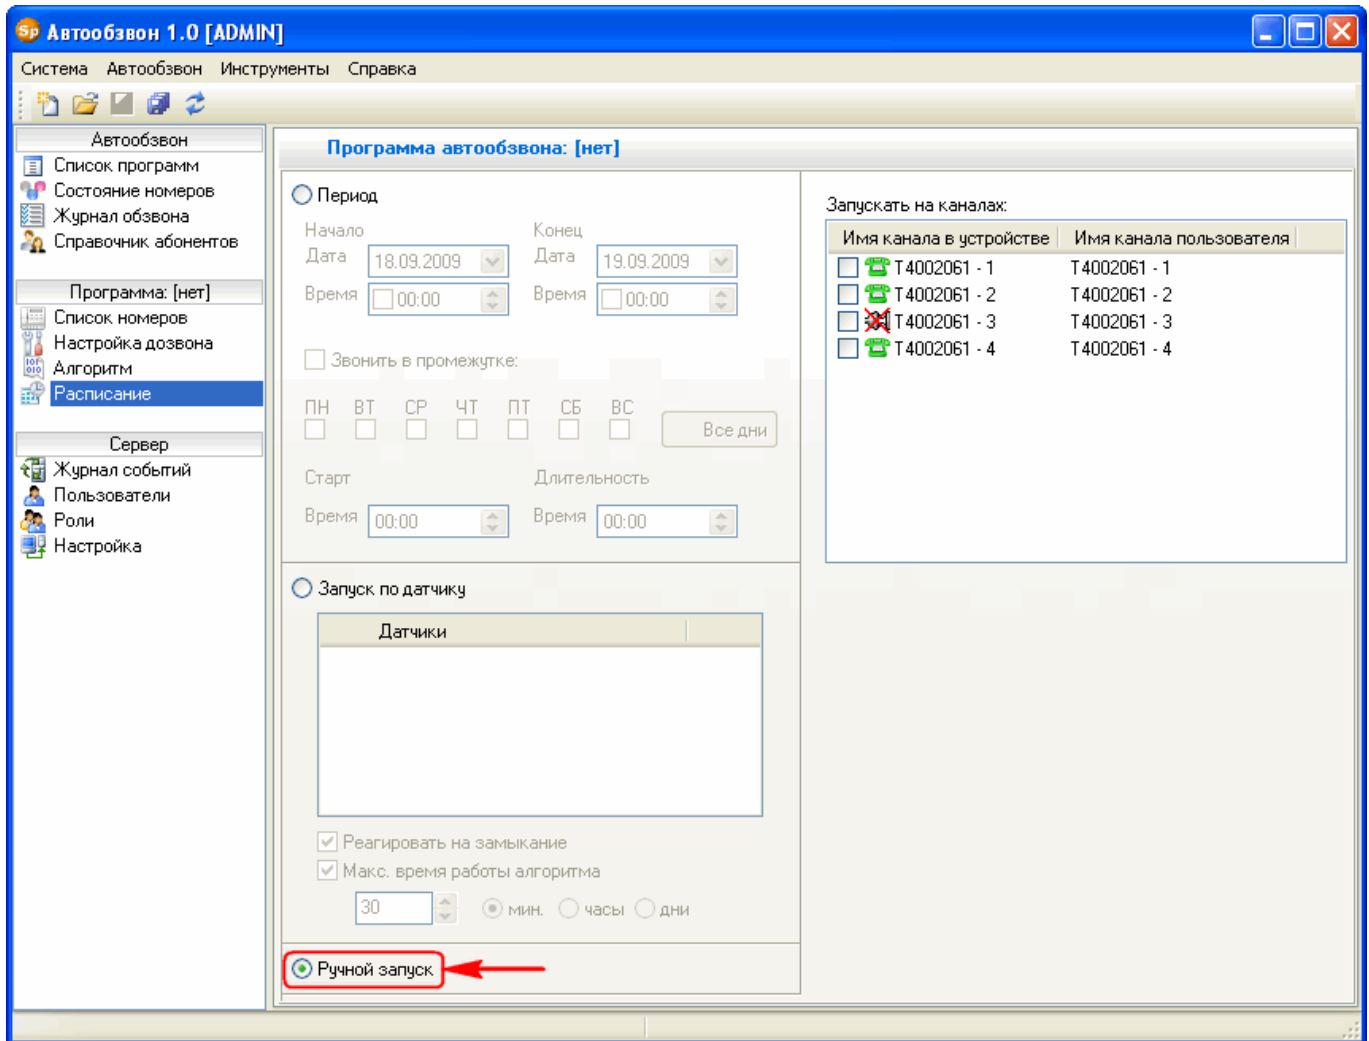 Sp Автообзвон 1.0 [ADMIN]
Система Автообзвон Инструменты Справка
Автообзвон
Список программ
Состояние номеров
Журнал обзвона
Справочник абонентов
Программа: [нет]
Список номеров
Настройка дозвона
Алгоритм
Расписание
Сервер
Журнал событий
Пользователи
Роли
Настройка
Программа автообзвона: [нет]
Период
Начало Конец
Дата 18.09.2009 Дата 19.09.2009
Время 00:00 Время 00:00
Звонить в промежутке:
ПН ВТ СР ЧТ ПТ СБ ВС
Все дни
Старт Длительность
Время 00:00 Время 00:00
Запуск по датчику
Датчики
Реагировать на замыкание
Макс. время работы алгоритма
30 мин. часы дни
Ручной запуск
Запускать на каналах:
Имя канала в устройстве Имя канала пользователя
T4002061 - 1 T4002061 - 1
T4002061 - 2 T4002061 - 2
T4002061 - 3 T4002061 - 3
T4002061 - 4 T4002061 - 4